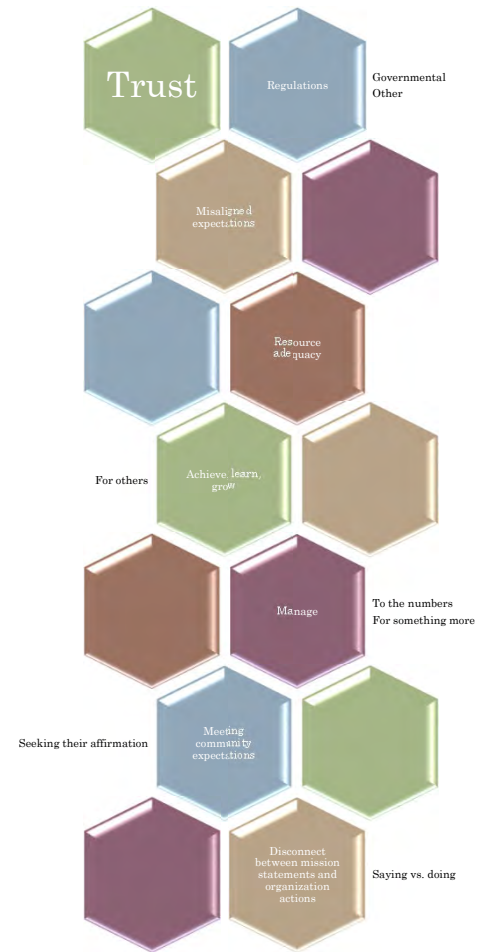 Trust
Regulations
Governmental
Other
Misaligned
expectations
Resource
adequacy
For others
Achieve, learn,
grow
Manage
To the numbers
For something more
Seeking their affirmation
Meeting
community
expectations
Disconnect
between mission
statements and
organization
actions
Saying vs. doing